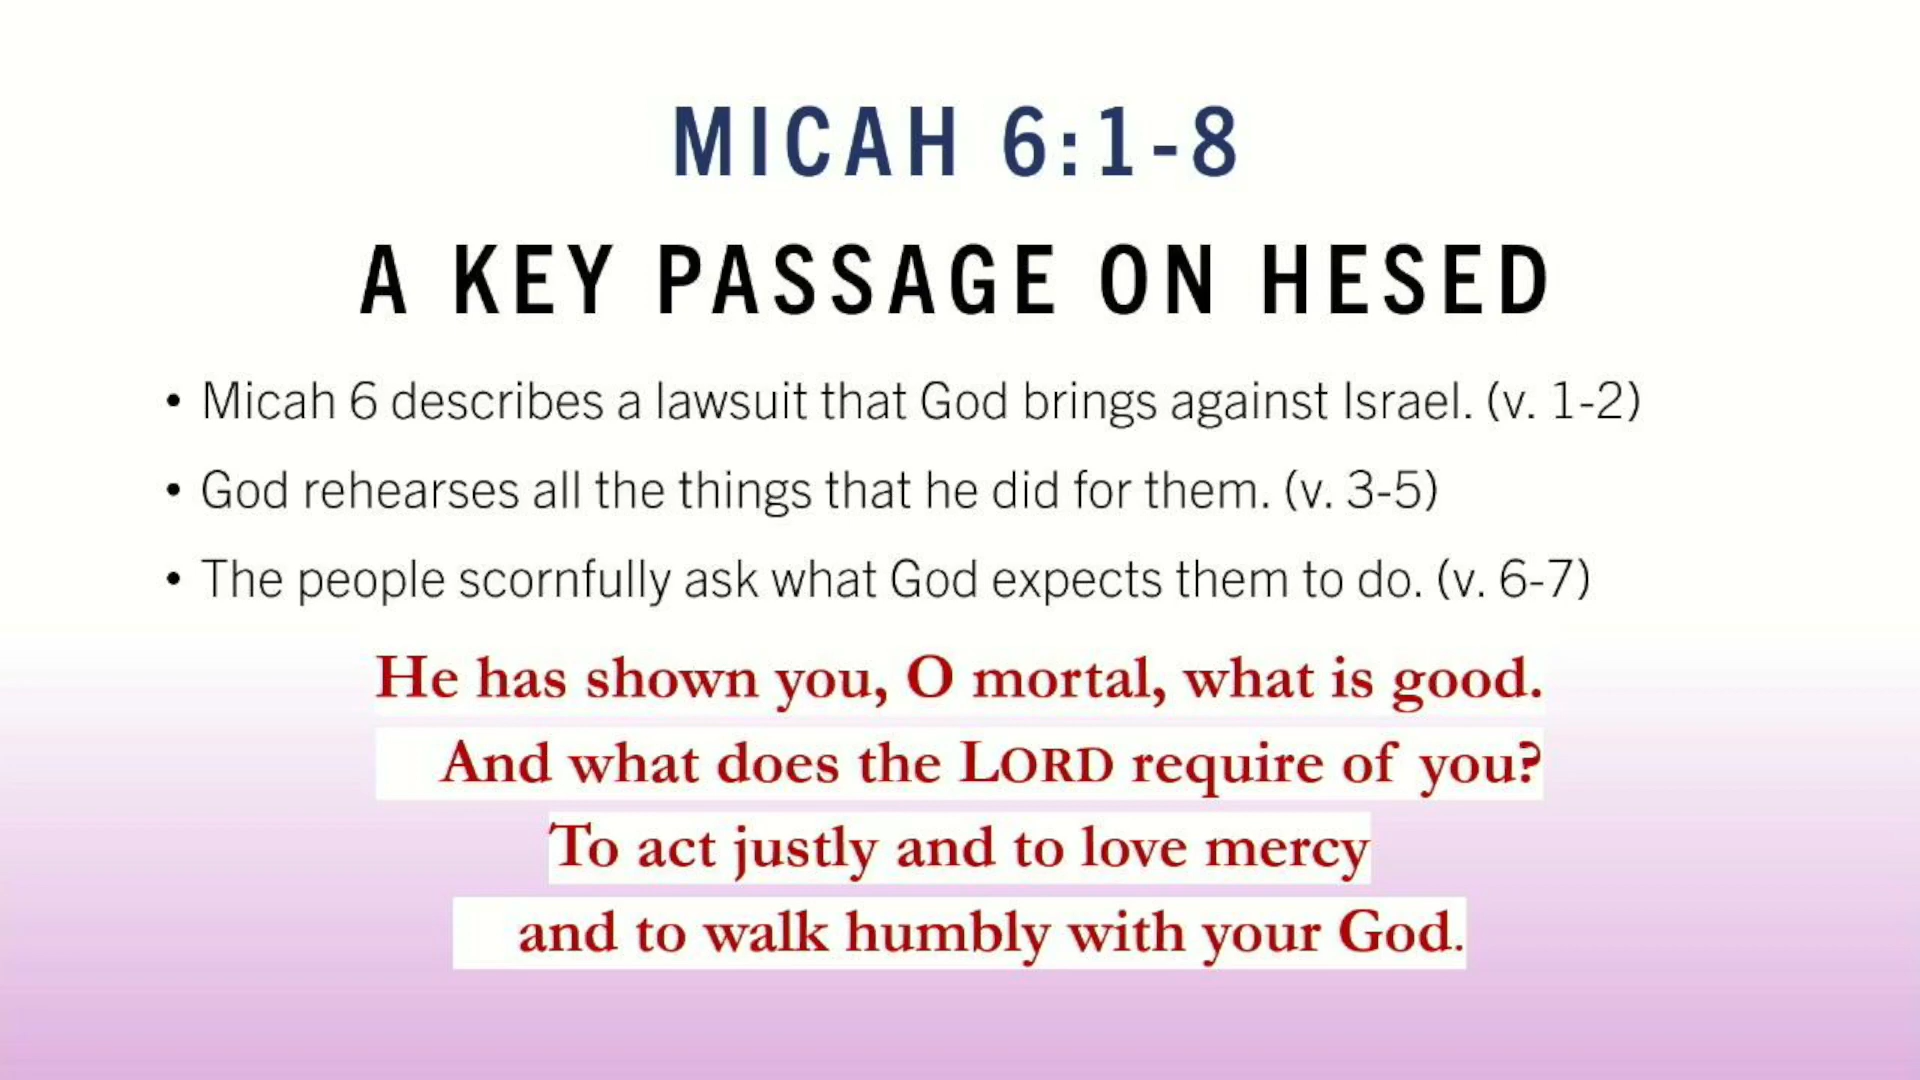 MICAH 6:1-8
A KEY PASSAGE ON HESED
• Micah 6 describes a lawsuit that God brings against Israel. (v. 1-2)
• God rehearses all the things that he did for them. (v. 3-5)
• The people scornfully ask what God expects them to do. (v. 6-7)
He has shown you, O mortal, what is good.
And what does the LORD require of you?
To act justly and to love mercy
and to walk humbly with your God.